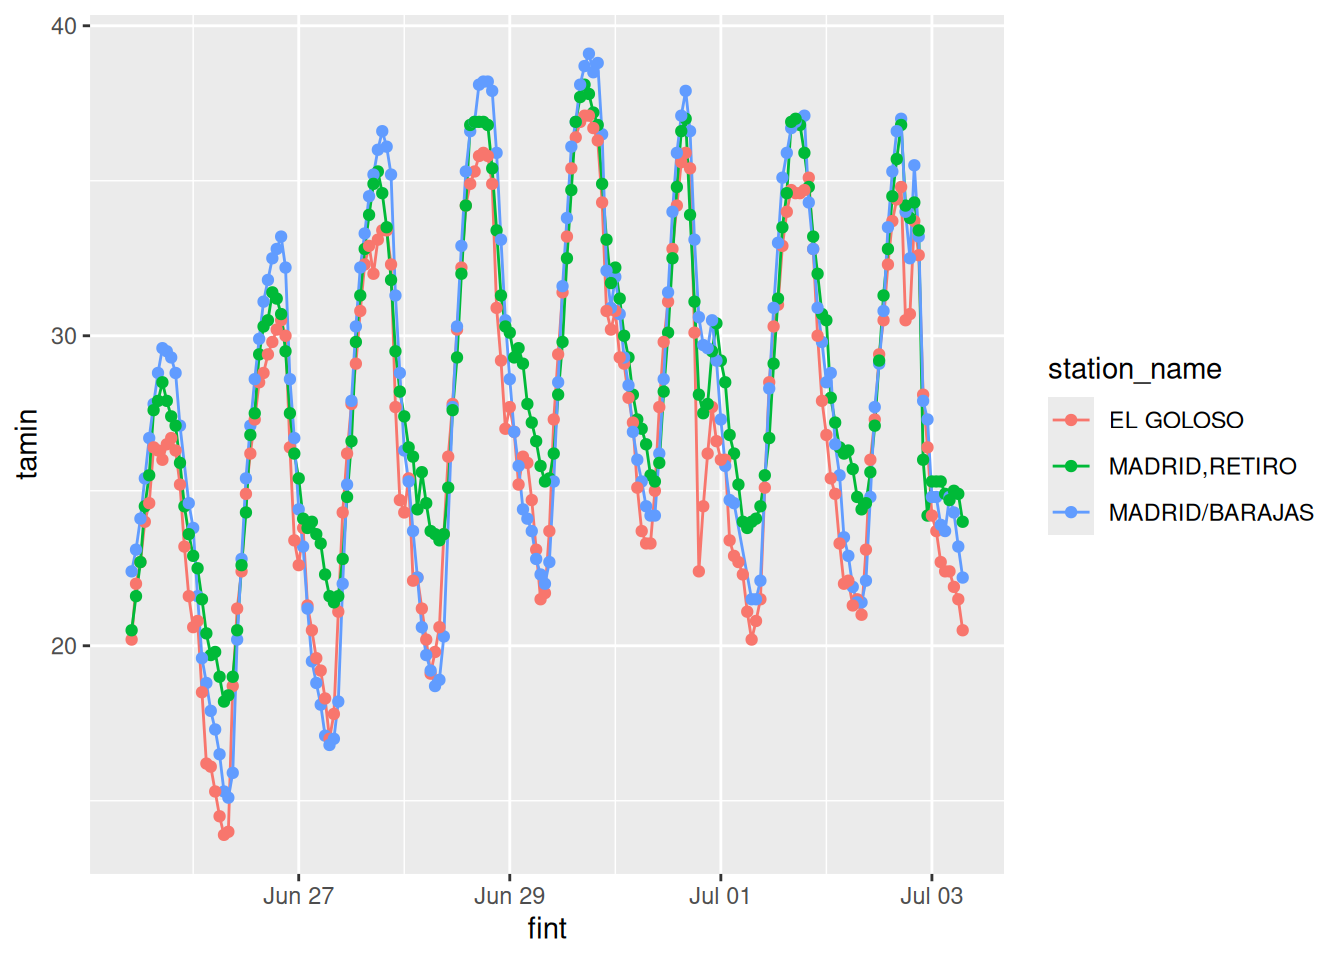 40
30
20
tamin
Jun 27
Jun 29
Jul 01
Jul 03
fint
station_name
EL GOLOSO
MADRID,RETIRO
MADRID/BARAJAS